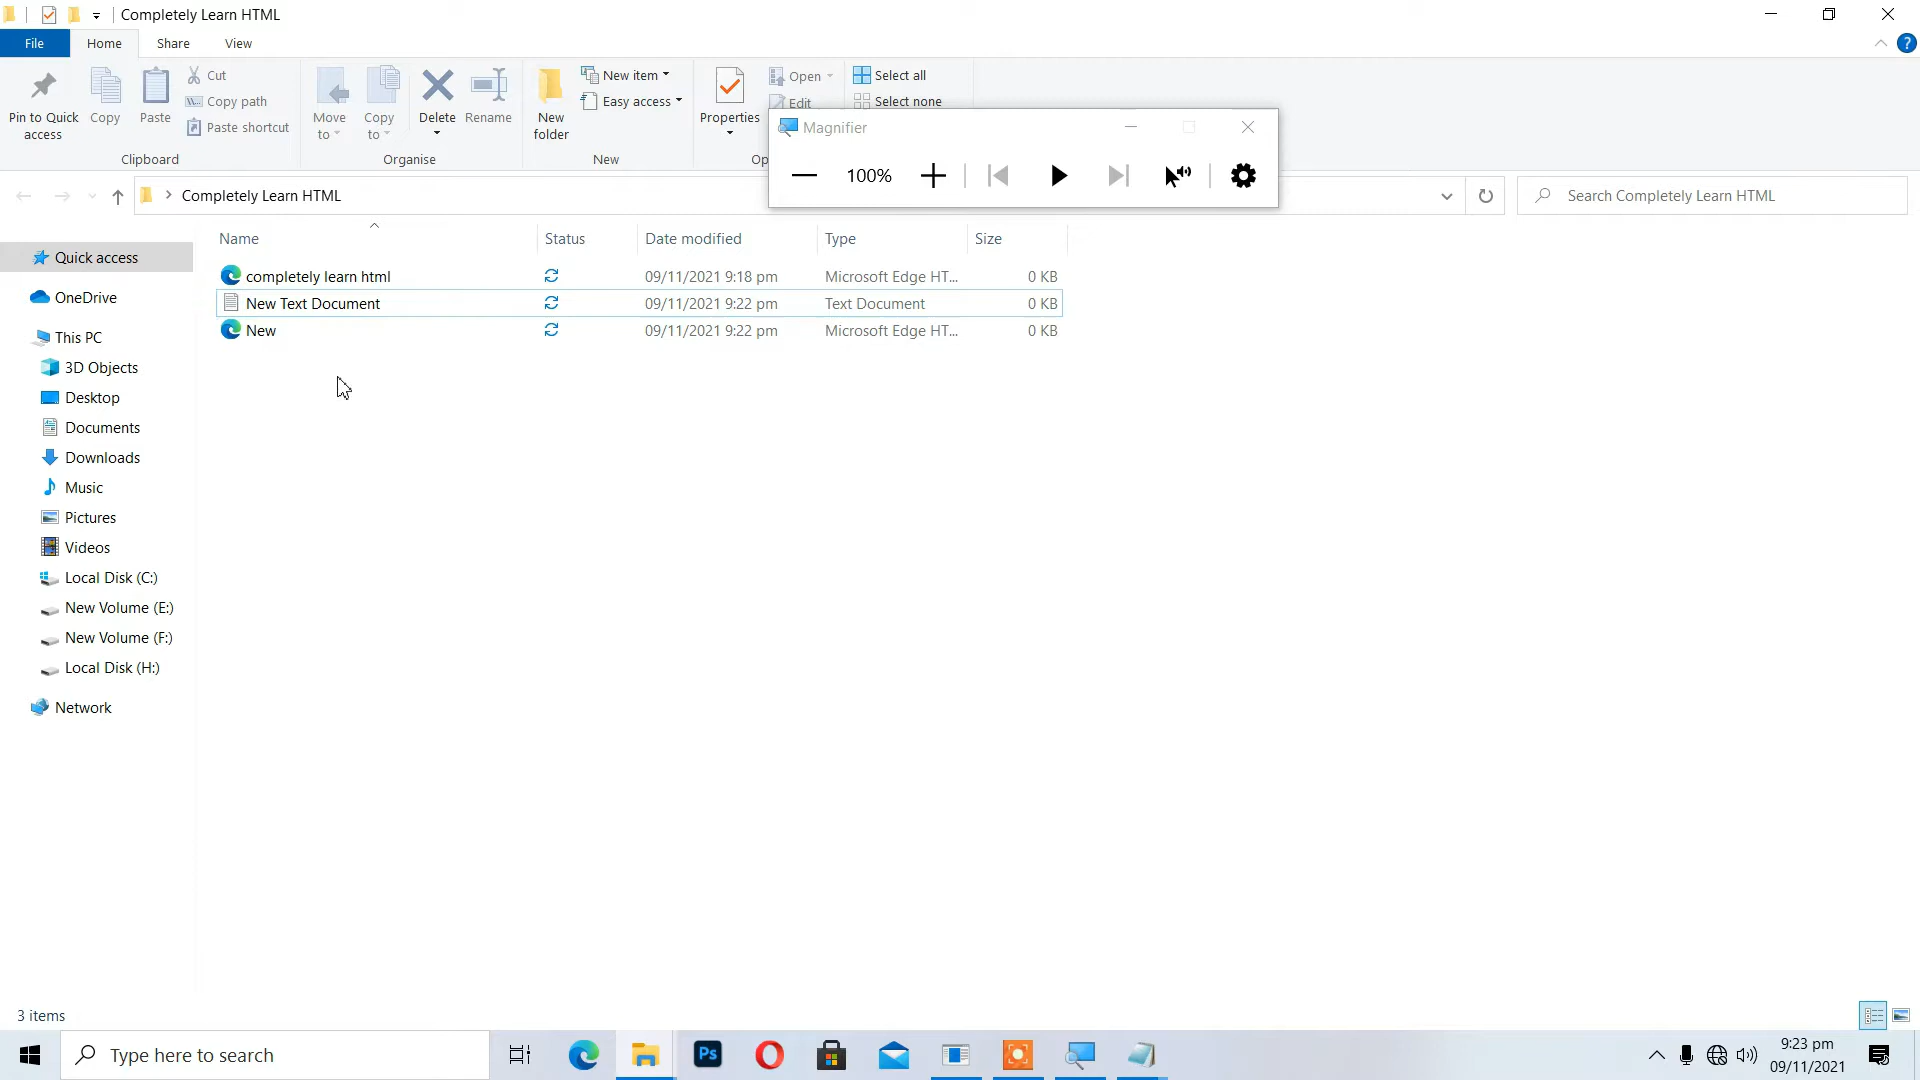 Completely Learn HTML
File Home Share View
Pin to Quick access
Copy
Paste
Cut
Copy path
Paste shortcut
Clipboard
Move to
Copy to
Delete
Rename
Organise
New folder
New item
Easy access
New
Properties
Open
Edit
Op
Select all
Select none
Magnifier
100%
Completely Learn HTML
Search Completely Learn HTML
Name Status Date modified Type Size
completely learn html 09/11/2021 9:18 pm Microsoft Edge HT... 0 KB
New Text Document 09/11/2021 9:22 pm Text Document 0 KB
New 09/11/2021 9:22 pm Microsoft Edge HT... 0 KB
Quick access
OneDrive
This PC
3D Objects
Desktop
Documents
Downloads
Music
Pictures
Videos
Local Disk (C:)
New Volume (E:)
New Volume (F:)
Local Disk (H:)
Network
3 items
Type here to search
Ps
9:23 pm
09/11/2021